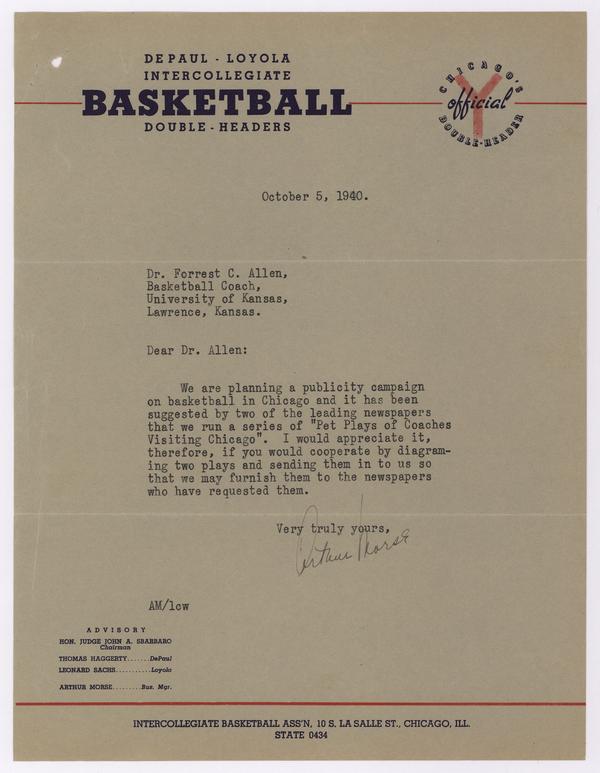 DEPAUL - LOYOLA
INTERCOLLEGIATE
BASKETBALL
DOUBLE - HEADERS
CHICAGO'S
official
DOUBLE-HEADER
October 5, 1940.
Dr. Forrest C. Allen,
Basketball Coach,
University of Kansas,
Lawrence, Kansas.
Dear Dr. Allen:
We are planning a publicity campaign
on basketball in Chicago and it has been
suggested by two of the leading newspapers
that we run a series of "Pet Plays of Coaches
Visiting Chicago". I would appreciate it,
therefore, if you would cooperate by diagram-
ing two plays and sending them in to us so
that we may furnish them to the newspapers
who have requested them.
Very truly yours,
Arthur Morse
AM/lcw
ADVISORY
HON. JUDGE JOHN A. SBARBARO
Chairman
THOMAS HAGGERTY.......DePaul
LEONARD SACHS...........Loyola
ARTHUR MORSE.........Bus. Mgr.
INTERCOLLEGIATE BASKETBALL ASS'N, 10 S. LA SALLE ST., CHICAGO, ILL.
STATE 0434